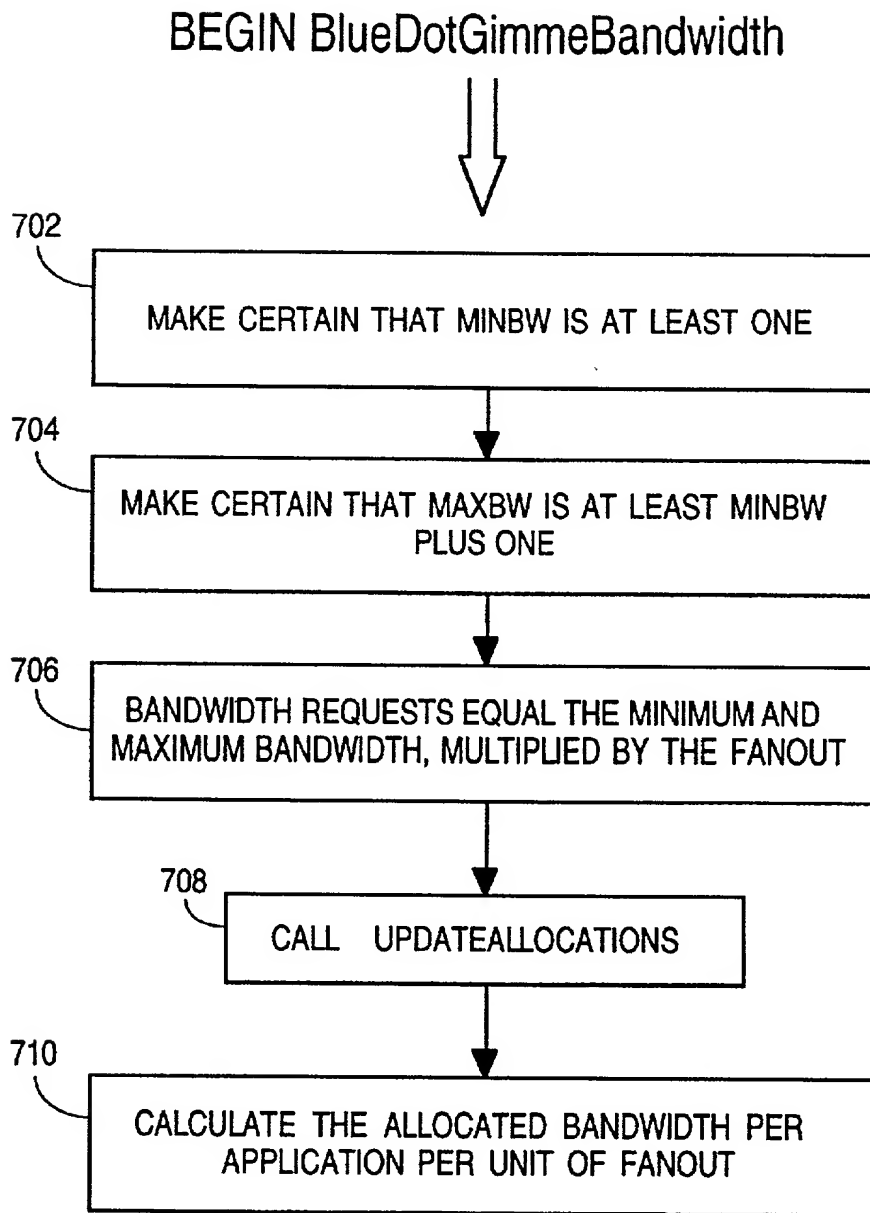 BEGIN BlueDotGimmeBandwidth
702
MAKE CERTAIN THAT MINBW IS AT LEAST ONE
704
MAKE CERTAIN THAT MAXBW IS AT LEAST MINBW
PLUS ONE
706
BANDWIDTH REQUESTS EQUAL THE MINIMUM AND
MAXIMUM BANDWIDTH, MULTIPLIED BY THE FANOUT
708
CALL UPDATEALLOCATIONS
710
CALCULATE THE ALLOCATED BANDWIDTH PER
APPLICATION PER UNIT OF FANOUT